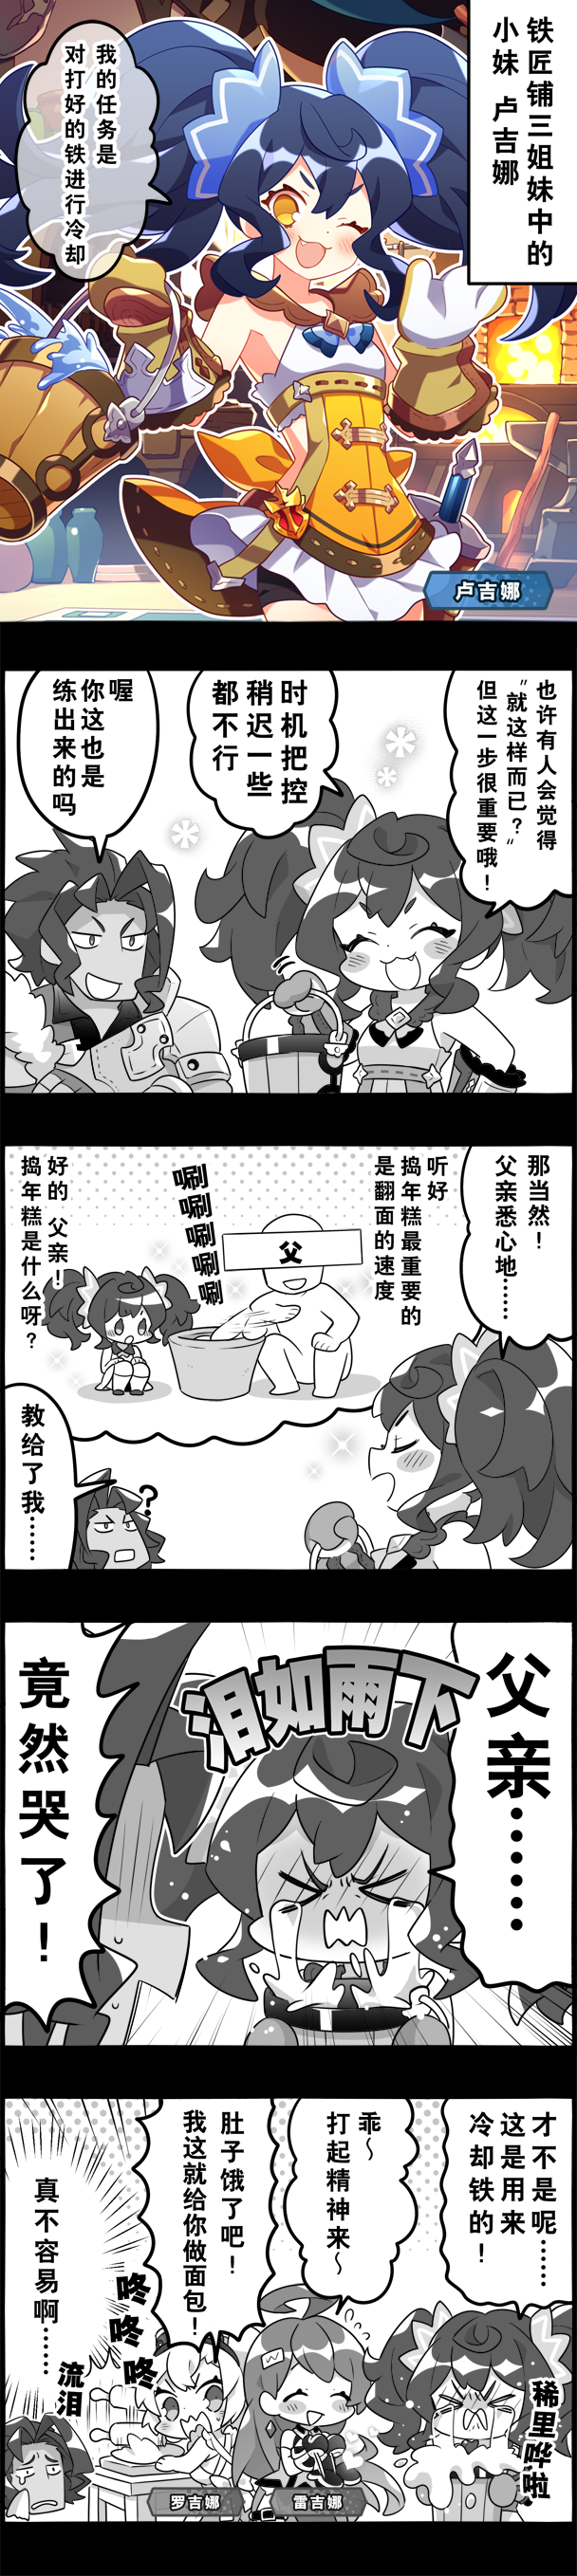 铁匠铺三姐妹中的
小妹 卢吉娜
我的任务是
对打好的铁进行冷却
卢吉娜
也许有人会觉得
“就这样而已？”
但这一步很重要哦！
时机把控
稍迟一些
都不行
喔
你这也是
练出来的吗
那当然！
父亲悉心地……
听好
捣年糕最重要的
是翻面的速度
父
唰唰唰唰唰
好的 父亲！
捣年糕是什么呀？
教给了我……
？
父亲……
泪如雨下
竟然哭了！
才不是呢……
这是用来
冷却铁的！
稀里哗啦
乖～
打起精神来～
雷吉娜
肚子饿了吧！
我这就给你做面包！
咚咚咚
罗吉娜
真不容易啊……
流泪